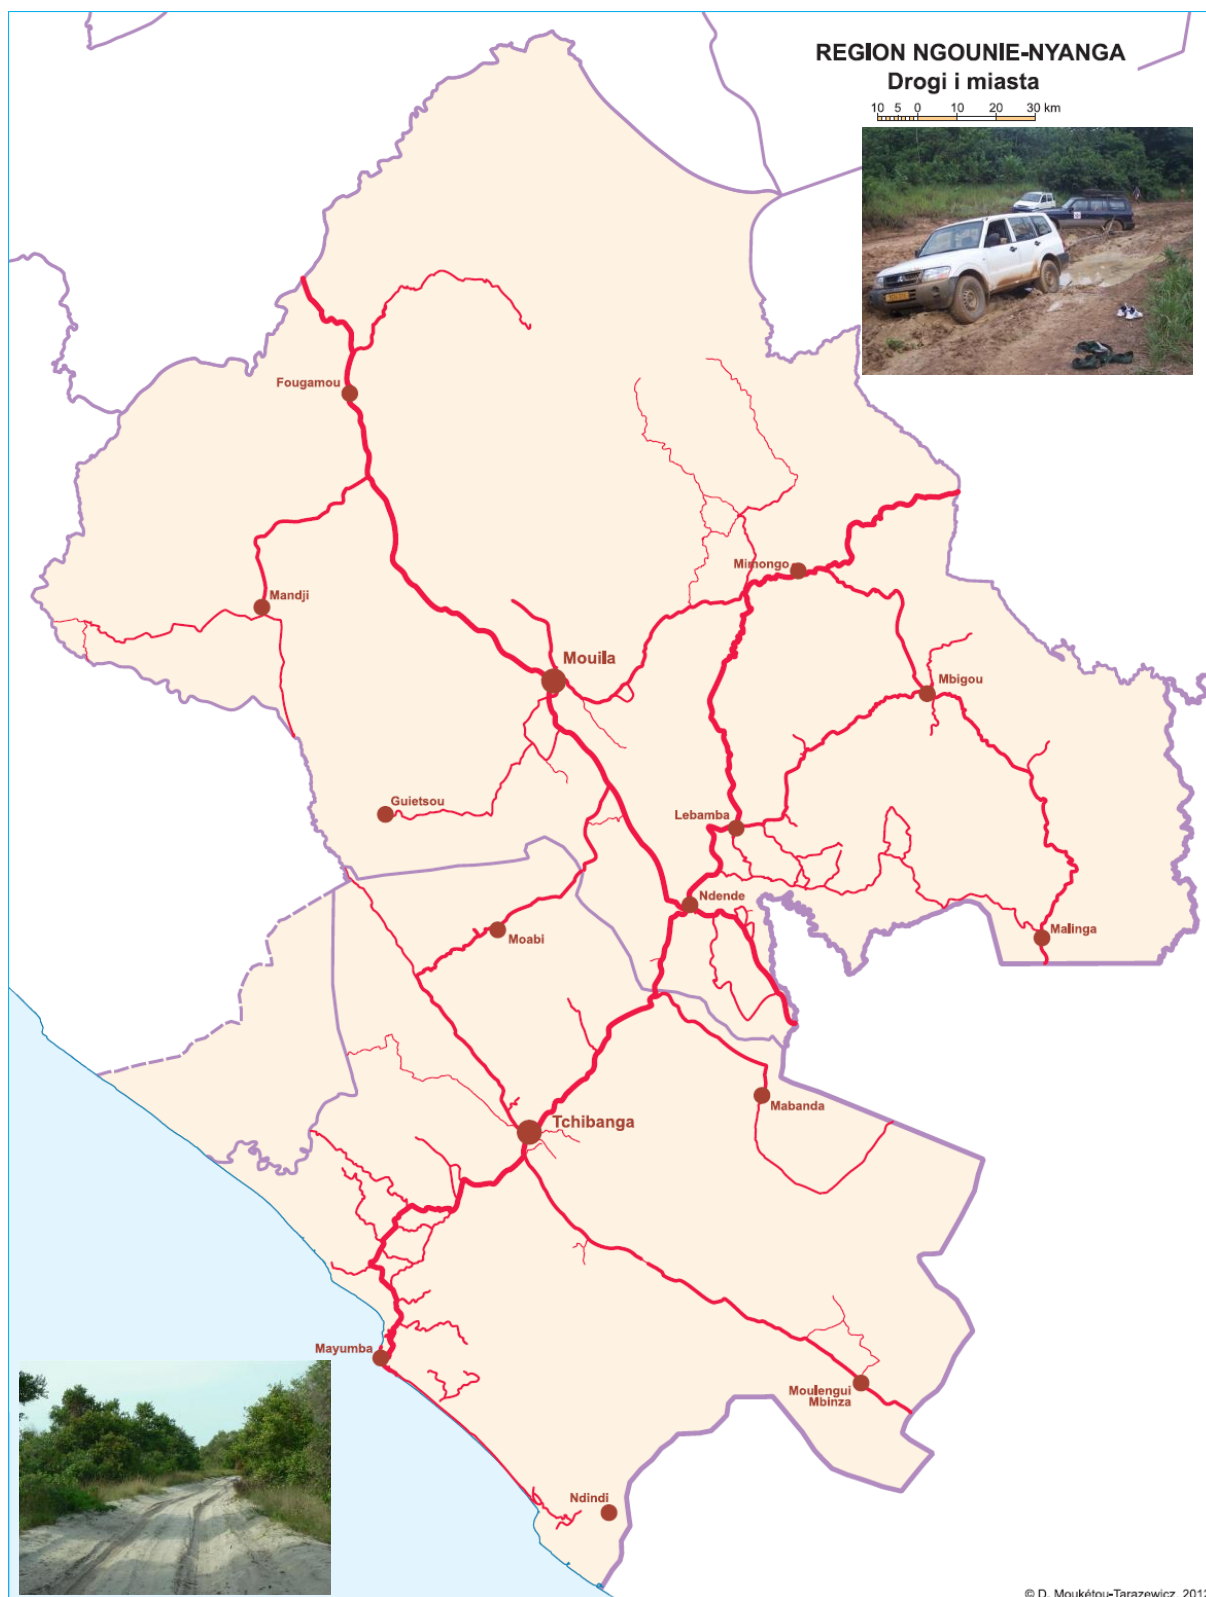 REGION NGOUNIE-NYANGA
Drogi i miasta
10 5 0 10 20 30 km
Fougamou
Mimongo
Mandji
Mouila
Mbigou
Guietsou
Lebamba
Ndende
Moabi
Malinga
Mabanda
Tchibanga
Mayumba
Moulengui
Mbinza
Ndindi
© D. Moukétou-Tarazewicz, 2012